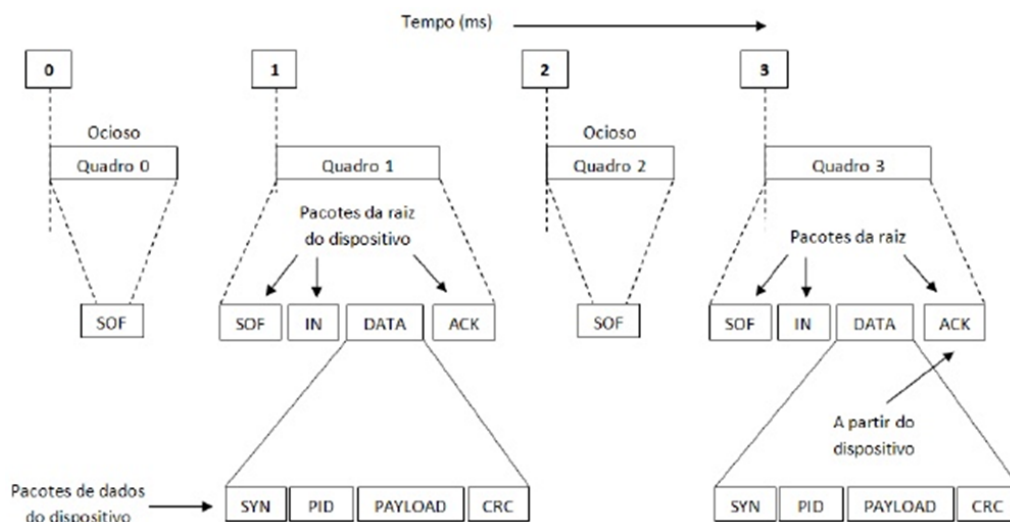 Tempo (ms)
0
1
2
3
Ocioso
Ocioso
Quadro 0
Quadro 1
Quadro 2
Quadro 3
Pacotes da raiz
do dispositivo
Pacotes da raiz
SOF
SOF IN DATA ACK
SOF
SOF IN DATA ACK
A partir do
dispositivo
Pacotes de dados
do dispositivo
SYN PID PAYLOAD CRC
SYN PID PAYLOAD CRC